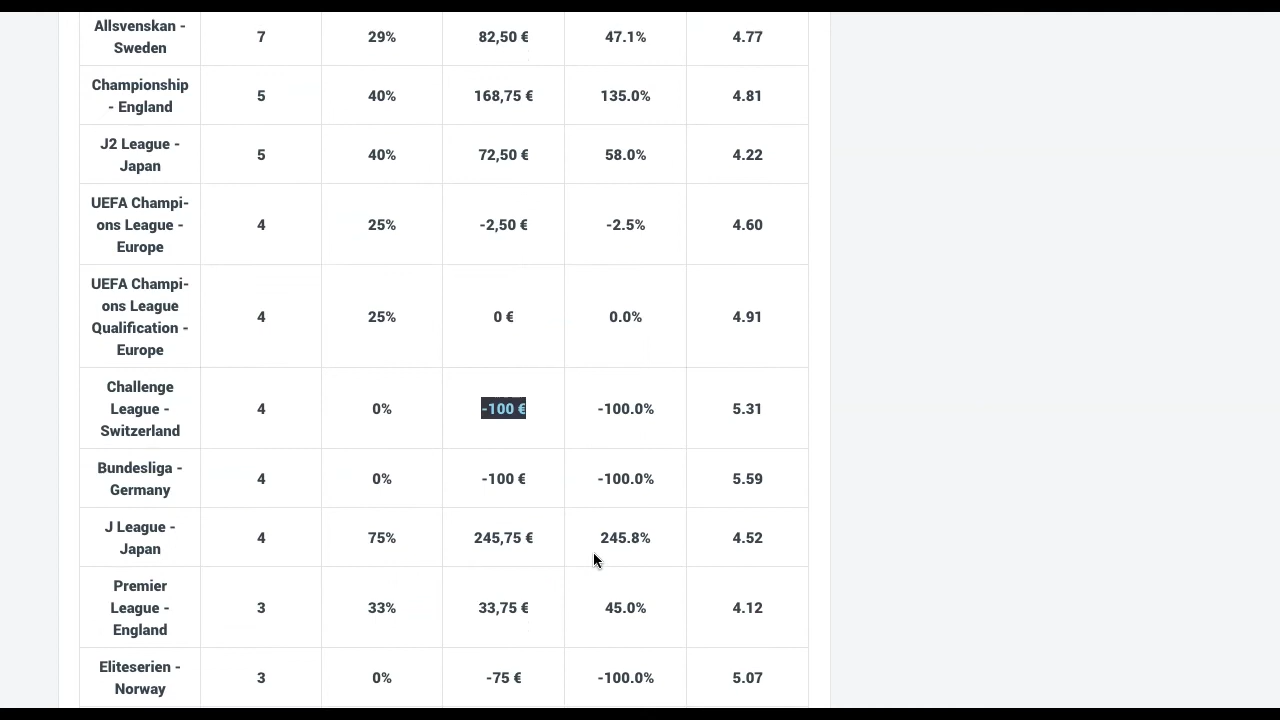 Allsvenskan -
Sweden
7
29%
82,50 €
47.1%
4.77
Championship
- England
5
40%
168,75 €
135.0%
4.81
J2 League -
Japan
5
40%
72,50 €
58.0%
4.22
UEFA Champi-
ons League -
Europe
4
25%
-2,50 €
-2.5%
4.60
UEFA Champi-
ons League
Qualification -
Europe
4
25%
0 €
0.0%
4.91
Challenge
League -
Switzerland
4
0%
-100 €
-100.0%
5.31
Bundesliga -
Germany
4
0%
-100 €
-100.0%
5.59
J League -
Japan
4
75%
245,75 €
245.8%
4.52
Premier
League -
England
3
33%
33,75 €
45.0%
4.12
Eliteserien -
Norway
3
0%
-75 €
-100.0%
5.07